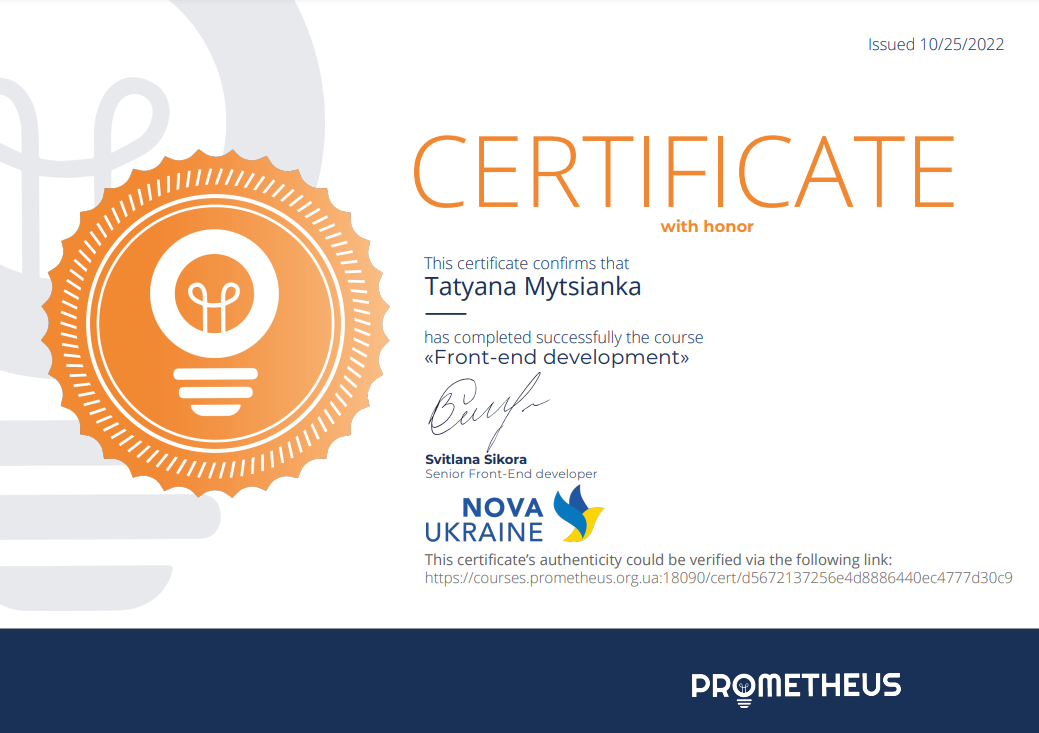 Issued 10/25/2022
CERTIFICATE
with honor
This certificate confirms that
Tatyana Mytsianka
has completed successfully the course
«Front-end development»
Svitlana Sikora
Senior Front-End developer
NOVA
UKRAINE
This certificate’s authenticity could be verified via the following link:
https://courses.prometheus.org.ua:18090/cert/d5672137256e4d8886440ec4777d30c9
PROMETHEUS